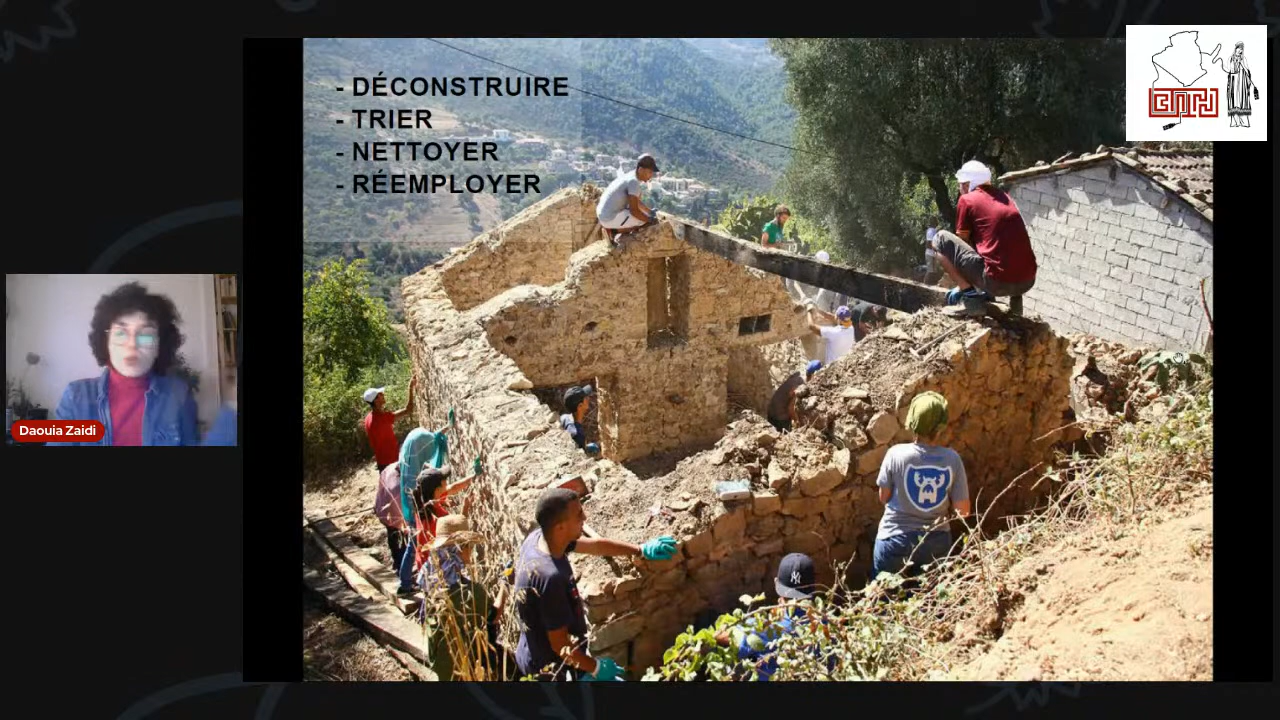 - DÉCONSTRUIRE
- TRIER
- NETTOYER
- RÉEMPLOYER
Daouia Zaidi